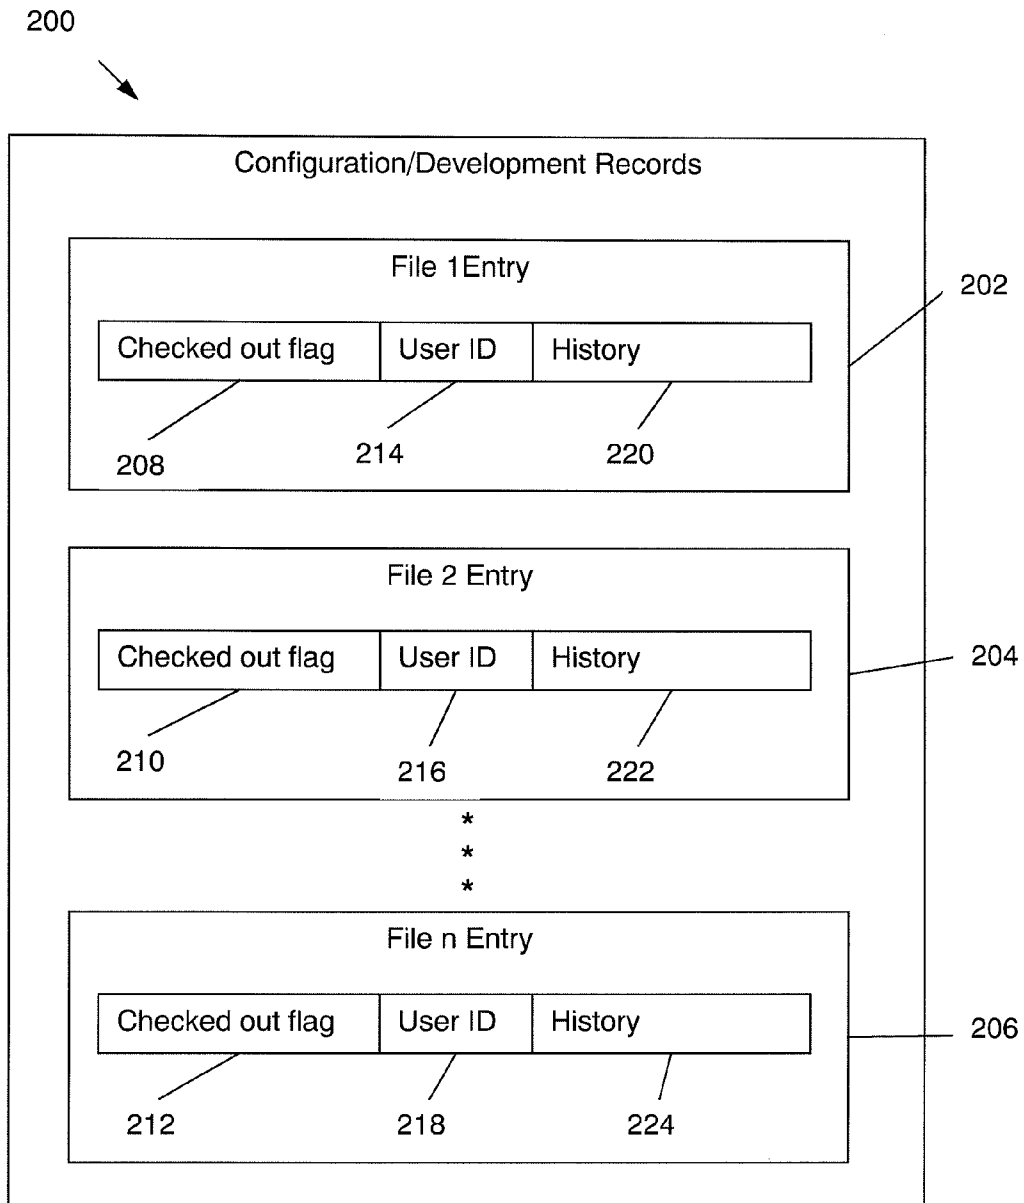 200
Configuration/Development Records
File 1Entry
202
Checked out flag User ID History
208 214 220
File 2 Entry
Checked out flag User ID History
204
210 216 222
*
*
*
File n Entry
Checked out flag User ID History
206
212 218 224